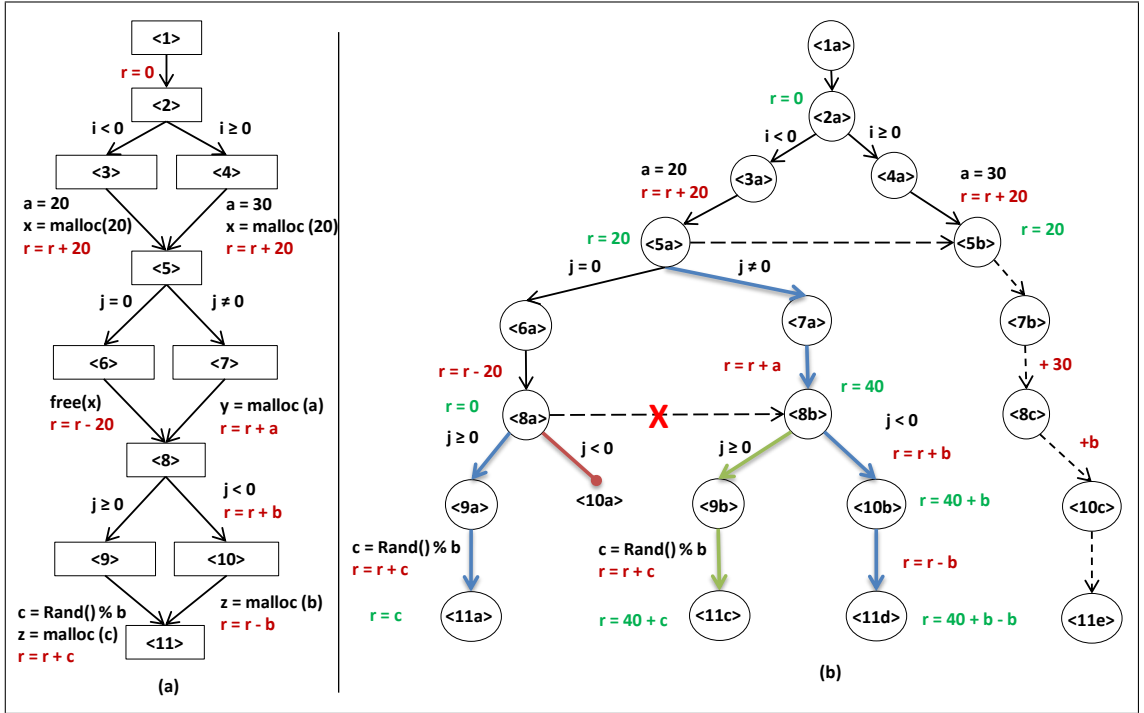 <1>
r = 0
<2>
i < 0
i ≥ 0
<3>
<4>
a = 20
x = malloc(20)
r = r + 20
a = 30
x = malloc (20)
r = r + 20
<5>
j = 0
j ≠ 0
<6>
<7>
free(x)
r = r - 20
y = malloc (a)
r = r + a
<8>
j ≥ 0
j < 0
r = r + b
<9>
<10>
c = Rand() % b
z = malloc (c)
r = r + c
z = malloc (b)
r = r - b
<11>
(a)
<1a>
r = 0
<2a>
i < 0
i ≥ 0
a = 20
r = r + 20
<3a>
<4a>
a = 30
r = r + 20
r = 20
<5a>
<5b>
r = 20
j = 0
j ≠ 0
<6a>
<7a>
<7b>
r = r - 20
r = r + a
+ 30
r = 0
<8a>
X
r = 40
<8b>
<8c>
j ≥ 0
j < 0
j ≥ 0
j < 0
r = r + b
+b
<9a>
<10a>
<9b>
<10b>
r = 40 + b
<10c>
c = Rand() % b
r = r + c
c = Rand() % b
r = r + c
r = r - b
r = c
<11a>
r = 40 + c
<11c>
<11d>
r = 40 + b - b
<11e>
(b)